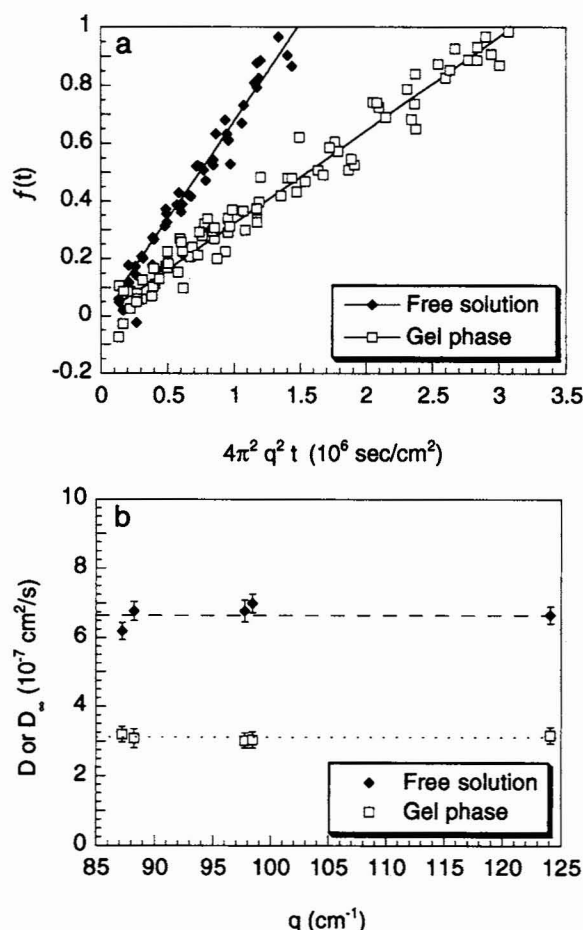 a
1
0.8
0.6
0.4
0.2
0
-0.2
f(t)
Free solution
Gel phase
0 0.5 1 1.5 2 2.5 3 3.5
4π² q² t (10⁶ sec/cm²)
b
10
8
6
4
2
0
D or D∞ (10⁻⁷ cm²/s)
Free solution
Gel phase
85 90 95 100 105 110 115 120 125
q (cm⁻¹)